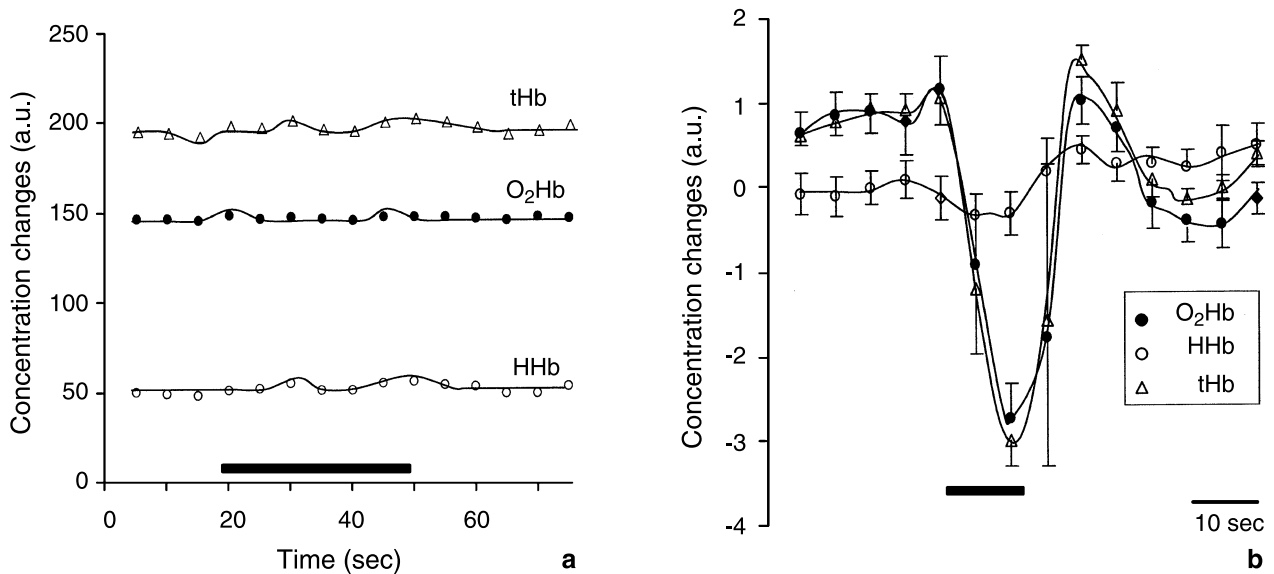 250
200
150
100
50
0
Concentration changes (a.u.)
tHb
O₂Hb
HHb
0 20 40 60
Time (sec)
a
2
1
0
-1
-2
-3
-4
Concentration changes (a.u.)
O₂Hb
HHb
tHb
10 sec
b